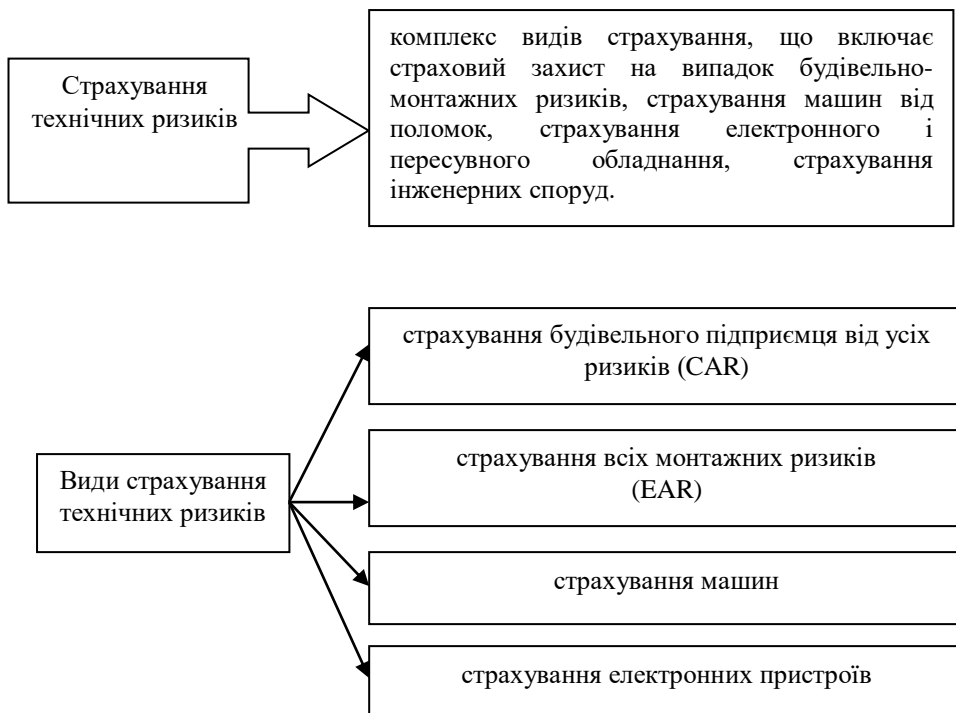 Страхування
технічних ризиків
комплекс видів страхування, що включає
страховий захист на випадок будівельно-
монтажних ризиків, страхування машин від
поломок, страхування електронного і
пересувного обладнання, страхування
інженерних споруд.
страхування будівельного підприємця від усіх
ризиків (CAR)
Види страхування
технічних ризиків
страхування всіх монтажних ризиків
(EAR)
страхування машин
страхування електронних пристроїв